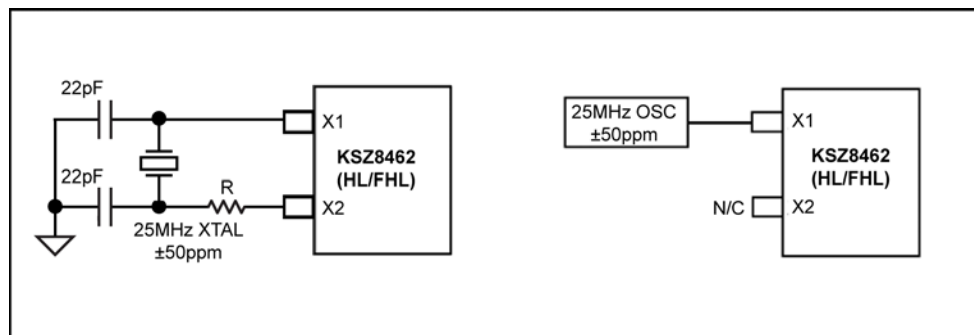 22pF
X1
KSZ8462
(HL/FHL)
22pF
R
X2
25MHz XTAL
±50ppm
25MHz OSC
±50ppm
X1
KSZ8462
(HL/FHL)
N/C
X2